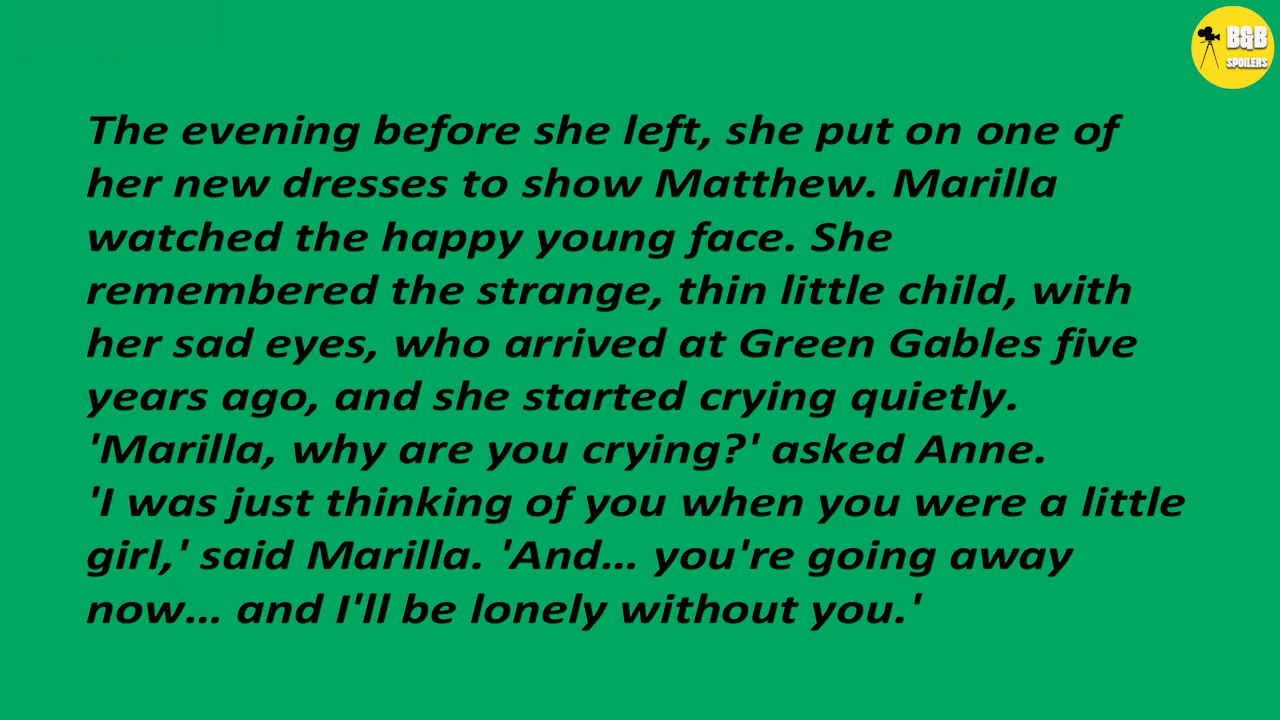 B&B
SPOILERS
The evening before she left, she put on one of
her new dresses to show Matthew. Marilla
watched the happy young face. She
remembered the strange, thin little child, with
her sad eyes, who arrived at Green Gables five
years ago, and she started crying quietly.
'Marilla, why are you crying?' asked Anne.
'I was just thinking of you when you were a little
girl,' said Marilla. 'And... you're going away
now... and I'll be lonely without you.'